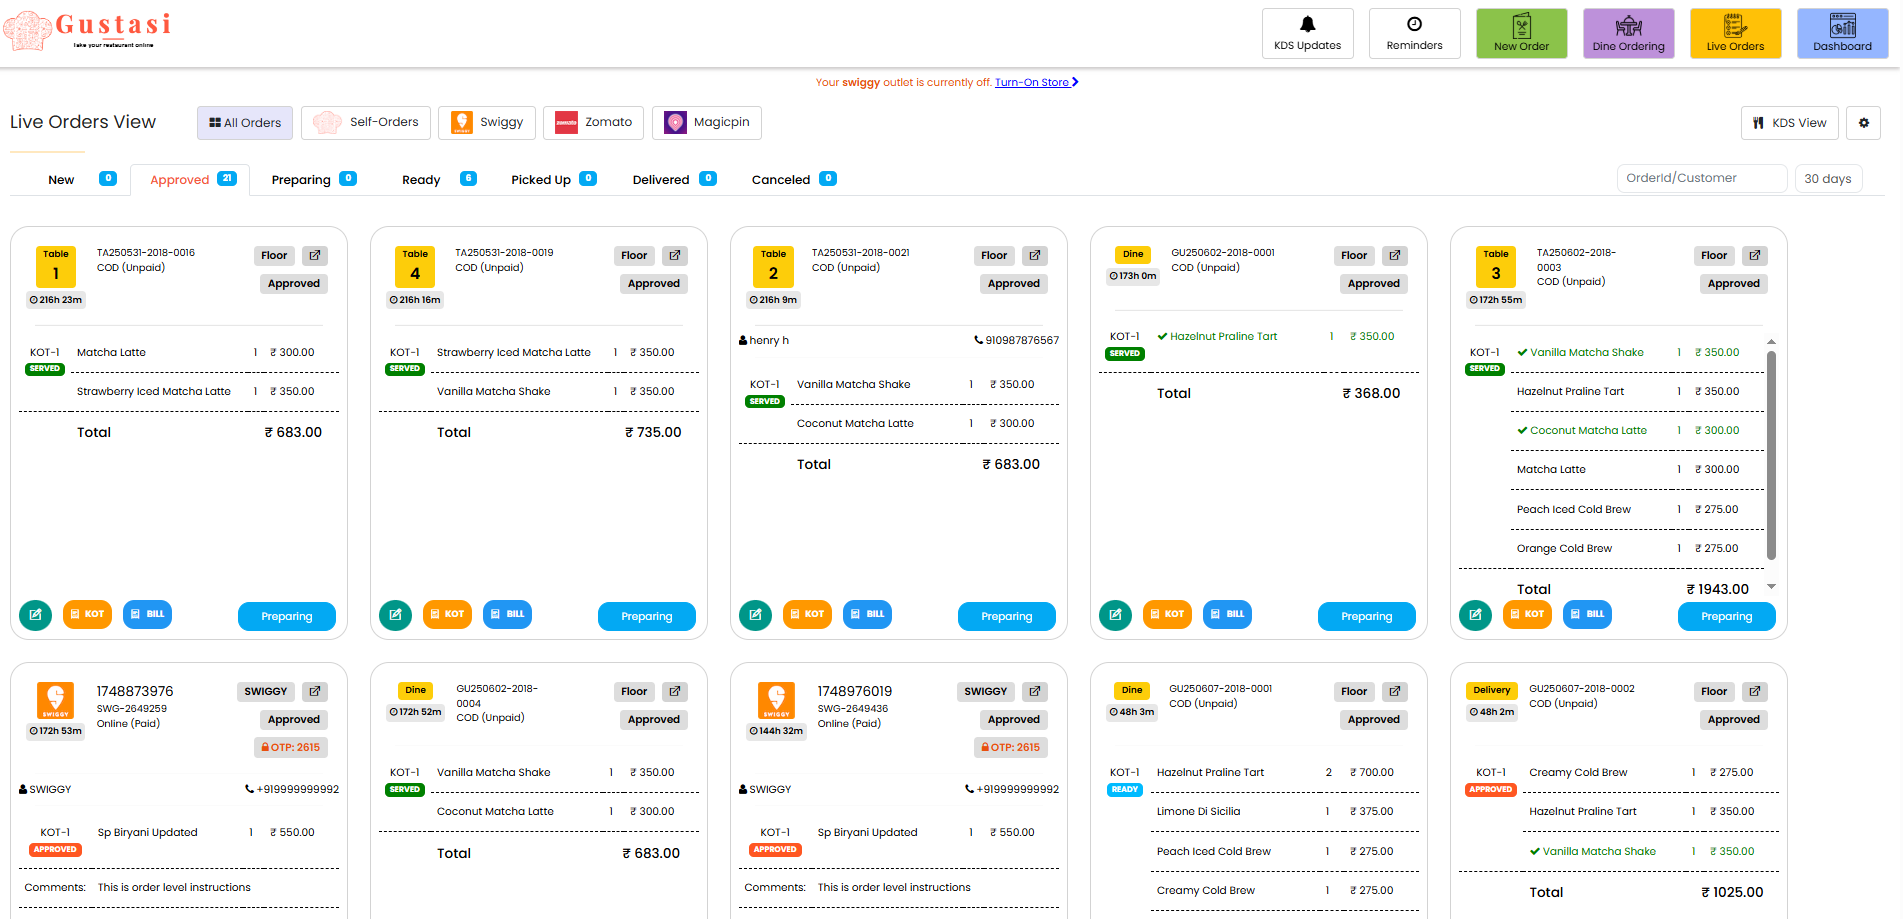 Gustasi
Take your restaurant online
KDS Updates
Reminders
New Order
Dine Ordering
Live Orders
Dashboard
Your swiggy outlet is currently off. Turn-On Store
Live Orders View
All Orders
Self-Orders
Swiggy
zomato Zomato
Magicpin
KDS View
New 0
Approved 21
Preparing 0
Ready 6
Picked Up 0
Delivered 0
Canceled 0
OrderId/Customer
30 days
Table 1
216h 23m
TA250531-2018-0016
COD (Unpaid)
Floor
Approved
KOT-1 Matcha Latte 1 ₹ 300.00
SERVED
Strawberry Iced Matcha Latte 1 ₹ 350.00
Total ₹ 683.00
KOT BILL Preparing
Table 4
216h 16m
TA250531-2018-0019
COD (Unpaid)
Floor
Approved
KOT-1 Strawberry Iced Matcha Latte 1 ₹ 350.00
SERVED
Vanilla Matcha Shake 1 ₹ 350.00
Total ₹ 735.00
KOT BILL Preparing
Table 2
216h 9m
TA250531-2018-0021
COD (Unpaid)
Floor
Approved
henry h 910987876567
KOT-1 Vanilla Matcha Shake 1 ₹ 350.00
SERVED
Coconut Matcha Latte 1 ₹ 300.00
Total ₹ 683.00
KOT BILL Preparing
Dine
173h 0m
GU250602-2018-0001
COD (Unpaid)
Floor
Approved
KOT-1 Hazelnut Praline Tart 1 ₹ 350.00
SERVED
Total ₹ 368.00
KOT BILL Preparing
Table 3
172h 55m
TA250602-2018-
0003
COD (Unpaid)
Floor
Approved
KOT-1 Vanilla Matcha Shake 1 ₹ 350.00
SERVED
Hazelnut Praline Tart 1 ₹ 350.00
Coconut Matcha Latte 1 ₹ 300.00
Matcha Latte 1 ₹ 300.00
Peach Iced Cold Brew 1 ₹ 275.00
Orange Cold Brew 1 ₹ 275.00
Total ₹ 1943.00
KOT BILL Preparing
SWIGGY
172h 53m
1748873976
SWG-2649259
Online (Paid)
SWIGGY
Approved
OTP: 2615
SWIGGY +919999999992
KOT-1 Sp Biryani Updated 1 ₹ 550.00
APPROVED
Comments: This is order level instructions
Dine
172h 52m
GU250602-2018-
0004
COD (Unpaid)
Floor
Approved
KOT-1 Vanilla Matcha Shake 1 ₹ 350.00
SERVED
Coconut Matcha Latte 1 ₹ 300.00
Total ₹ 683.00
SWIGGY
144h 32m
1748976019
SWG-2649436
Online (Paid)
SWIGGY
Approved
OTP: 2615
SWIGGY +919999999992
KOT-1 Sp Biryani Updated 1 ₹ 550.00
APPROVED
Comments: This is order level instructions
Dine
48h 3m
GU250607-2018-0001
COD (Unpaid)
Floor
Approved
KOT-1 Hazelnut Praline Tart 2 ₹ 700.00
READY
Limone Di Sicilia 1 ₹ 375.00
Peach Iced Cold Brew 1 ₹ 275.00
Creamy Cold Brew 1 ₹ 275.00
Delivery
48h 2m
GU250607-2018-0002
COD (Unpaid)
Floor
Approved
KOT-1 Creamy Cold Brew 1 ₹ 275.00
APPROVED
Hazelnut Praline Tart 1 ₹ 350.00
Vanilla Matcha Shake 1 ₹ 350.00
Total ₹ 1025.00